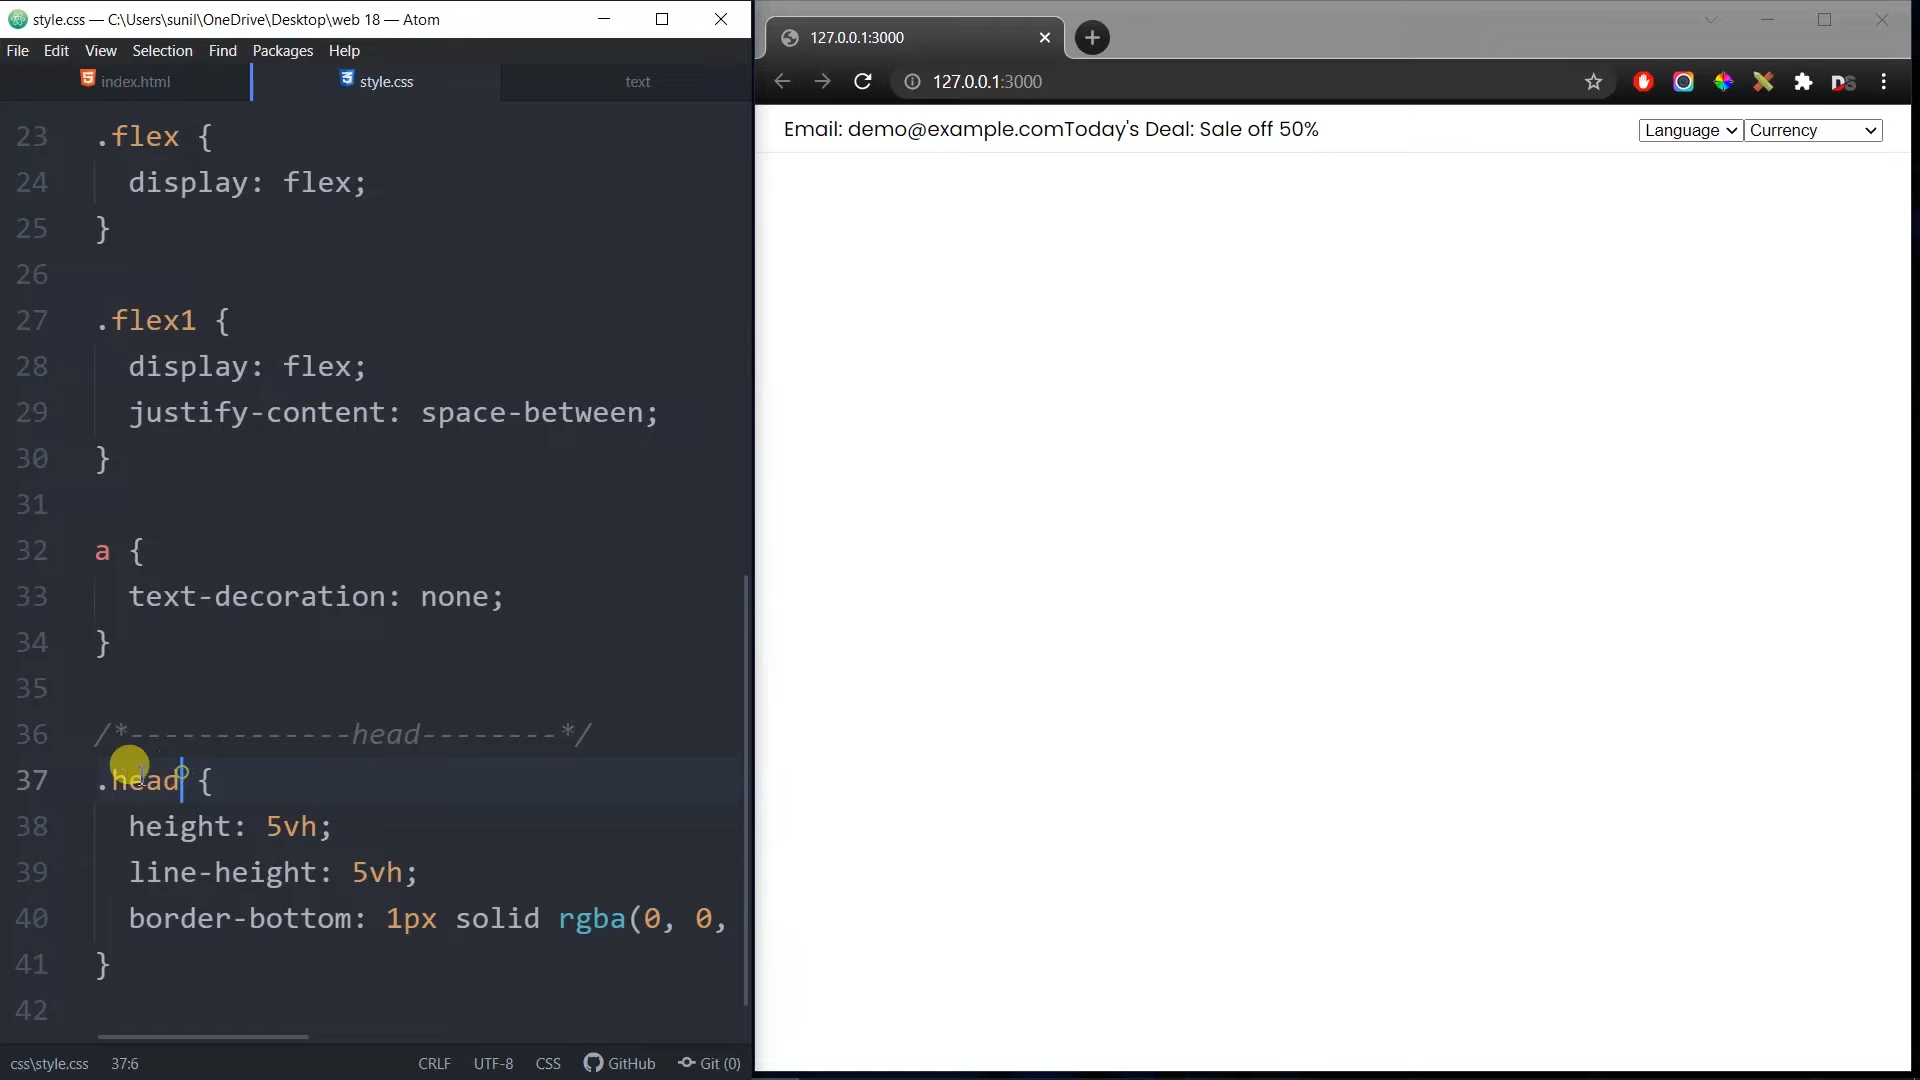 style.css — C:\Users\sunil\OneDrive\Desktop\web 18 — Atom
File Edit View Selection Find Packages Help
index.html style.css text
23 .flex {
24 display: flex;
25 }
26
27 .flex1 {
28 display: flex;
29 justify-content: space-between;
30 }
31
32 a {
33 text-decoration: none;
34 }
35
36 /*-------------head--------*/
37 .head {
38 height: 5vh;
39 line-height: 5vh;
40 border-bottom: 1px solid rgba(0, 0,
41 }
42
css\style.css 37:6 CRLF UTF-8 CSS GitHub Git (0)
127.0.0.1:3000
127.0.0.1:3000
Email: demo@example.comToday's Deal: Sale off 50% Language Currency